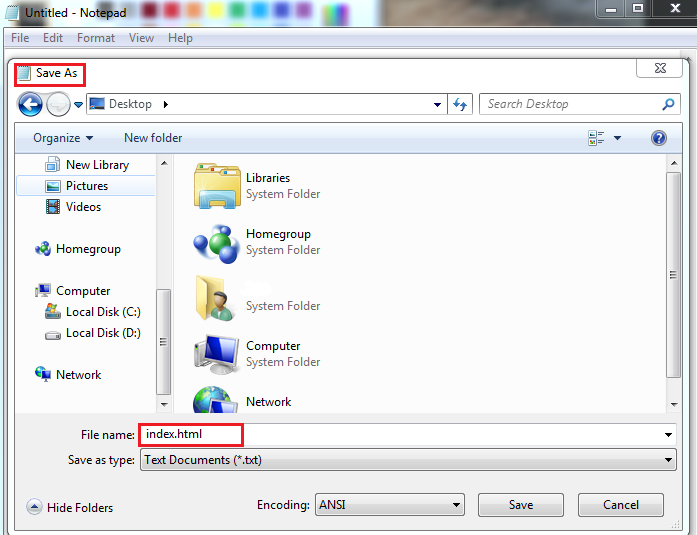 Untitled - Notepad
File Edit Format View Help
Save As
Desktop
Search Desktop
Organize New folder
New Library
Pictures
Videos
Homegroup
Computer
Local Disk (C:)
Local Disk (D:)
Network
Libraries
System Folder
Homegroup
System Folder
System Folder
Computer
System Folder
Network
File name: index.html
Save as type: Text Documents (*.txt)
Hide Folders Encoding: ANSI Save Cancel